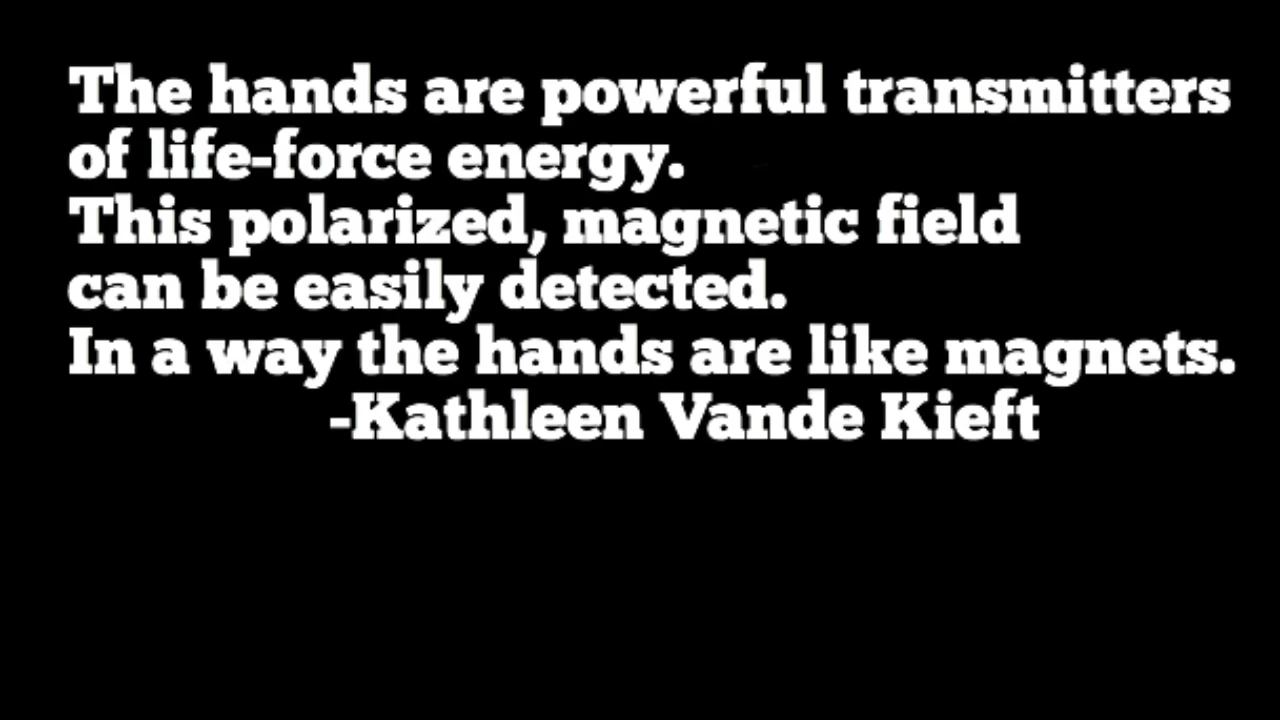 The hands are powerful transmitters
of life-force energy.
This polarized, magnetic field
can be easily detected.
In a way the hands are like magnets.
-Kathleen Vande Kieft